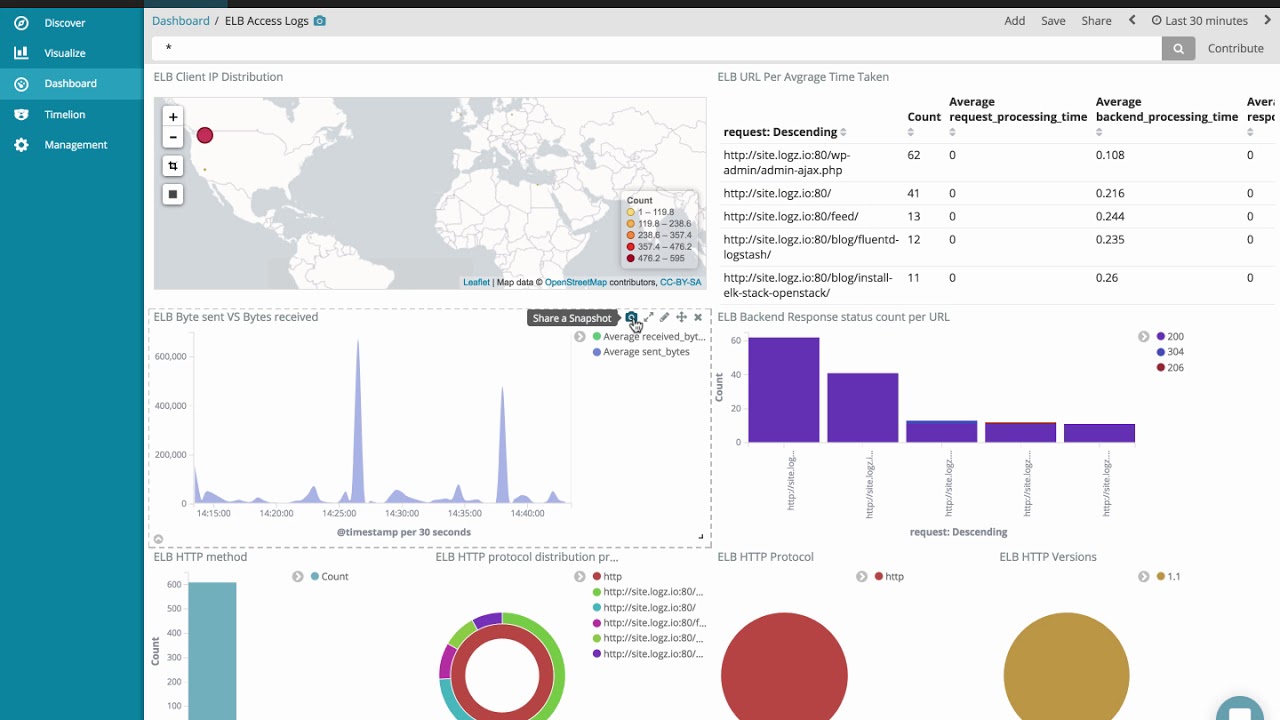 Discover
Visualize
Dashboard
Timelion
Management
Dashboard / ELB Access Logs
Add Save Share Last 30 minutes
*
Contribute
ELB Client IP Distribution
+
−
Count
1 – 119.8
119.8 – 238.6
238.6 – 357.4
357.4 – 476.2
476.2 – 595
Leaflet | Map data © OpenStreetMap contributors, CC-BY-SA
ELB URL Per Avgrage Time Taken
request: Descending Count Average request_processing_time Average backend_processing_time
http://site.logz.io:80/wp-
admin/admin-ajax.php 62 0 0.108 0
http://site.logz.io:80/ 41 0 0.216 0
http://site.logz.io:80/feed/ 13 0 0.244 0
http://site.logz.io:80/blog/fluentd-
logstash/ 12 0 0.235 0
http://site.logz.io:80/blog/install-
elk-stack-openstack/ 11 0 0.26 0
ELB Byte sent VS Bytes received
Share a Snapshot
Average received_byt...
Average sent_bytes
600,000
400,000
200,000
0
14:15:00 14:20:00 14:25:00 14:30:00 14:35:00 14:40:00
@timestamp per 30 seconds
ELB Backend Response status count per URL
200
304
206
Count
60
40
20
0
http://site.log...
http://site.logz.i...
http://site.logz....
http://site.logz....
http://site.logz....
request: Descending
ELB HTTP method
Count
Count
600
500
400
300
200
100
ELB HTTP protocol distribution pr...
http
http://site.logz.io:80/...
http://site.logz.io:80/
http://site.logz.io:80/f...
http://site.logz.io:80/...
http://site.logz.io:80/...
ELB HTTP Protocol
http
ELB HTTP Versions
1.1